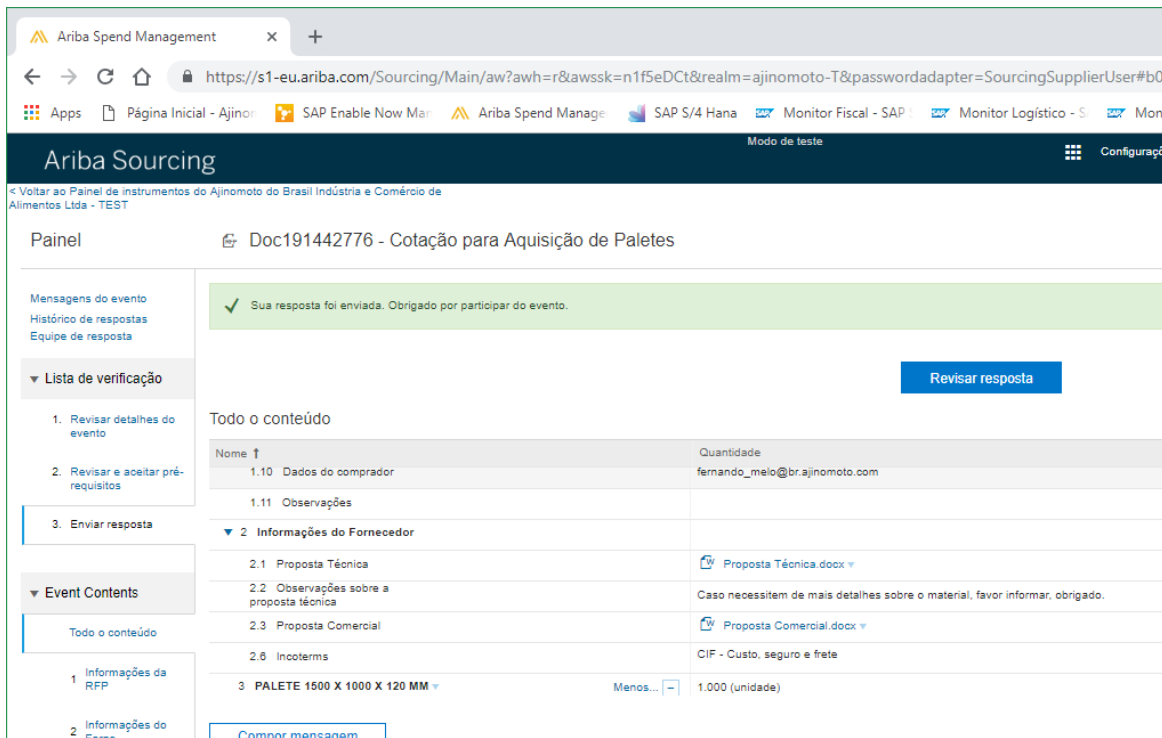 Ariba Spend Management
https://s1-eu.ariba.com/Sourcing/Main/aw?awh=r&awssk=n1f5eDCt&realm=ajinomoto-T&passwordadapter=SourcingSupplierUser#b0
Apps Página Inicial - Ajinon SAP Enable Now Man Ariba Spend Manage SAP S/4 Hana Monitor Fiscal - SAP Monitor Logístico - S Mon
Modo de teste
Ariba Sourcing Configuraçõ
< Voltar ao Painel de instrumentos do Ajinomoto do Brasil Indústria e Comércio de
Alimentos Ltda - TEST
Painel
Doc191442776 - Cotação para Aquisição de Paletes
Mensagens do evento
Histórico de respostas
Equipe de resposta
Sua resposta foi enviada. Obrigado por participar do evento.
Lista de verificação
1. Revisar detalhes do
evento
2. Revisar e aceitar pré-
requisitos
3. Enviar resposta
Event Contents
Todo o conteúdo
1 Informações da
RFP
2 Informações do
Revisar resposta
Todo o conteúdo
Nome ↑ Quantidade
1.10 Dados do comprador fernando_melo@br.ajinomoto.com
1.11 Observações
2 Informações do Fornecedor
2.1 Proposta Técnica Proposta Técnica.docx
2.2 Observações sobre a
proposta técnica Caso necessitem de mais detalhes sobre o material, favor informar, obrigado.
2.3 Proposta Comercial Proposta Comercial.docx
2.6 Incoterms CIF - Custo, seguro e frete
3 PALETE 1500 X 1000 X 120 MM Menos... 1.000 (unidade)
Compor mensagem